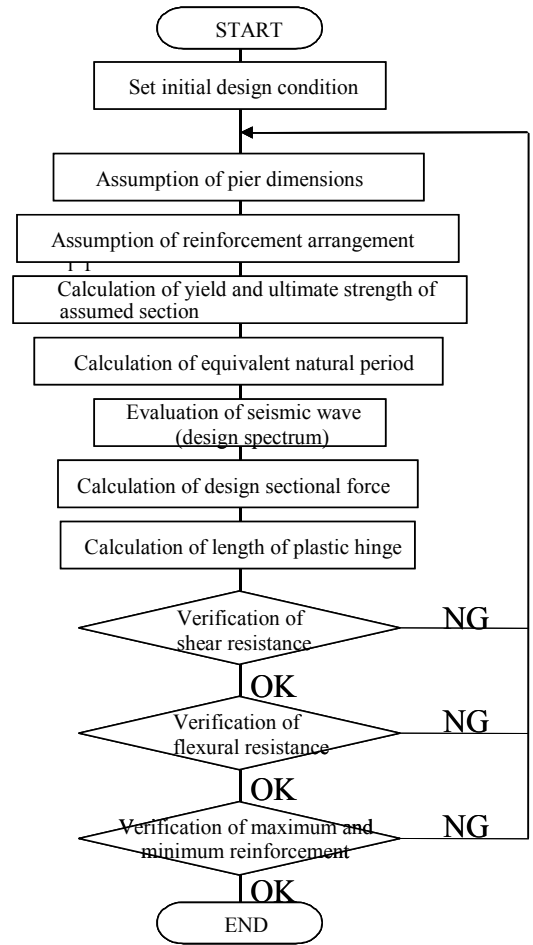 START
Set initial design condition
Assumption of pier dimensions
Assumption of reinforcement arrangement
Calculation of yield and ultimate strength of
assumed section
Calculation of equivalent natural period
Evaluation of seismic wave
(design spectrum)
Calculation of design sectional force
Calculation of length of plastic hinge
Verification of
shear resistance
NG
OK
Verification of
flexural resistance
NG
OK
Verification of maximum and
minimum reinforcement
NG
OK
END